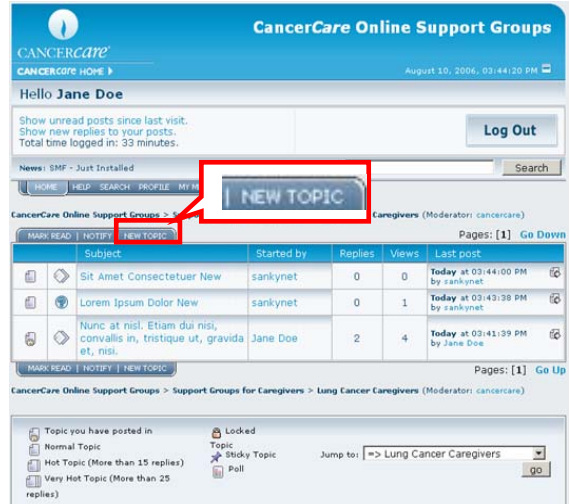 CancerCare Online Support Groups
CANCERcare
CANCERcare HOME
August 10, 2006, 03:44:20 PM
Hello Jane Doe
Show unread posts since last visit.
Show new replies to your posts.
Total time logged in: 33 minutes.
Log Out
News: SMF - Just Installed
Search
HOME HELP SEARCH PROFILE MY M
| NEW TOPIC
CancerCare Online Support Groups > Su
Caregivers (Moderator: cancercare)
MARK READ | NOTIFY | NEW TOPIC
Pages: [1] Go Down
Subject Started by Replies Views Last post
Sit Amet Consectetuer New sankynet 0 0 Today at 03:44:00 PM
by sankynet
Lorem Ipsum Dolor New sankynet 0 1 Today at 03:43:38 PM
by sankynet
Nunc at nisl. Etiam dui nisi,
convallis in, tristique ut, gravida Jane Doe 2 4 Today at 03:41:39 PM
et, nisi. by Jane Doe
MARK READ | NOTIFY | NEW TOPIC
Pages: [1] Go Up
CancerCare Online Support Groups > Support Groups for Caregivers > Lung Cancer Caregivers (Moderator: cancercare)
Topic you have posted in
Normal Topic
Hot Topic (More than 15 replies)
Very Hot Topic (More than 25
replies)
Locked
Topic
Sticky Topic
Poll
Jump to: => Lung Cancer Caregivers
go